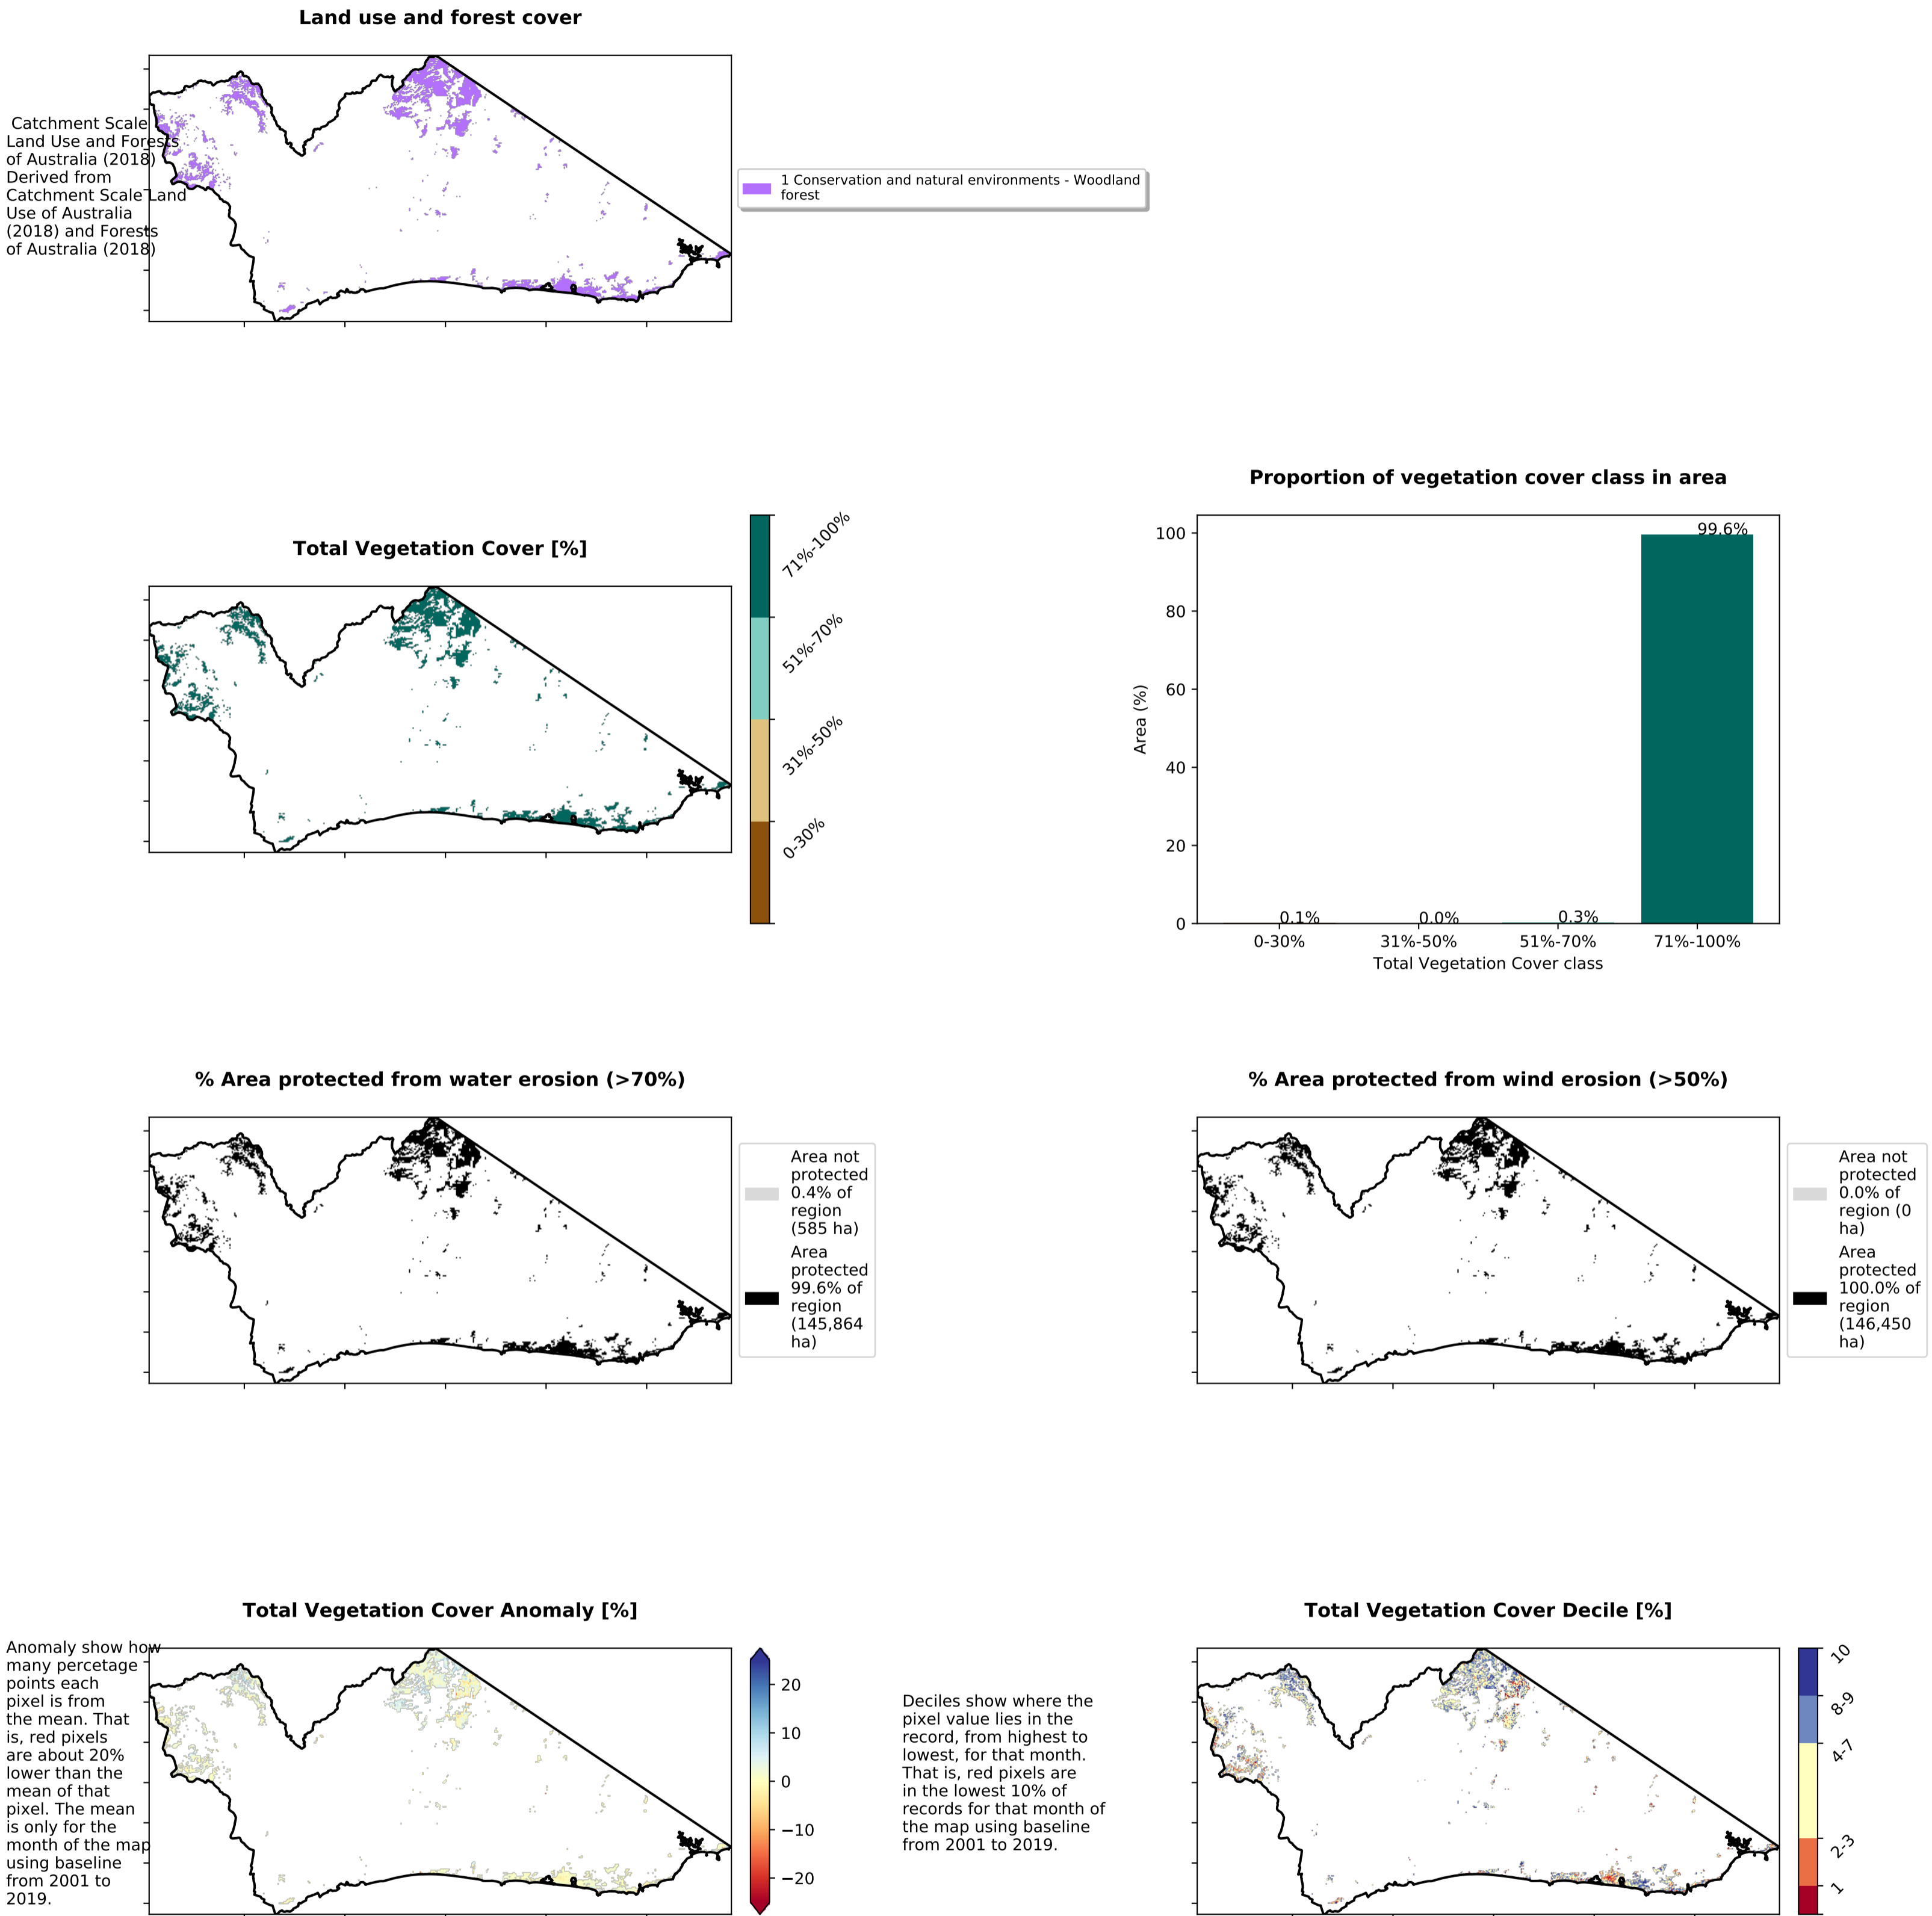 Land use and forest cover
Catchment Scale
Land Use and Forests
of Australia (2018)
Derived from
Catchment Scale Land
Use of Australia
(2018) and Forests
of Australia (2018)
1 Conservation and natural environments - Woodland
forest
Total Vegetation Cover [%]
71%-100%
51%-70%
31%-50%
0-30%
Proportion of vegetation cover class in area
Area (%)
100
80
60
40
20
0
0.1%
0.0%
0.3%
99.6%
0-30%
31%-50%
51%-70%
71%-100%
Total Vegetation Cover class
% Area protected from water erosion (>70%)
Area not
protected
0.4% of
region
(585 ha)
Area
protected
99.6% of
region
(145,864
ha)
% Area protected from wind erosion (>50%)
Area not
protected
0.0% of
region (0
ha)
Area
protected
100.0% of
region
(146,450
ha)
Total Vegetation Cover Anomaly [%]
Anomaly show how
many percetage
points each
pixel is from
the mean. That
is, red pixels
are about 20%
lower than the
mean of that
pixel. The mean
is only for the
month of the map
using baseline
from 2001 to
2019.
20
10
0
−10
−20
Total Vegetation Cover Decile [%]
Deciles show where the
pixel value lies in the
record, from highest to
lowest, for that month.
That is, red pixels are
in the lowest 10% of
records for that month of
the map using baseline
from 2001 to 2019.
10
8-9
4-7
2-3
1